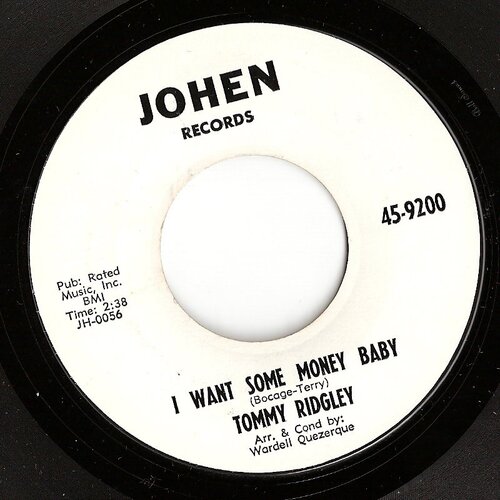 JOHEN
RECORDS
45-9200
Pub: Rated
Music, Inc.
BMI
Time: 2:38
JH-0056
I WANT SOME MONEY BABY
(Bocage-Terry)
TOMMY RIDGLEY
Arr. & Cond by:
Wardell Quezerque